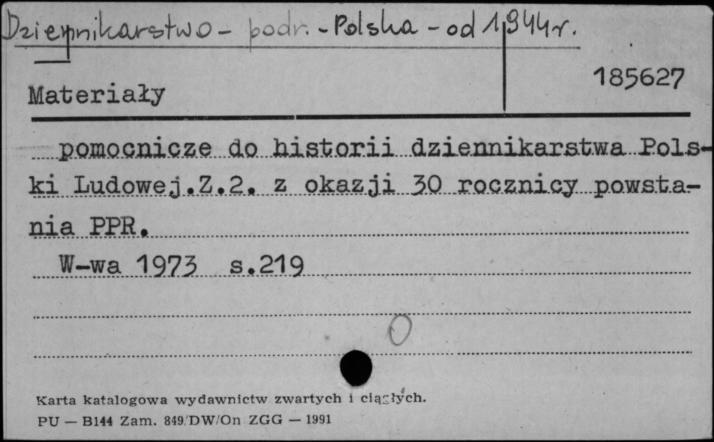 Dziennikarstwo - podr. - Polska - od 1944r.
185627
Materiały
pomocnicze do historii dziennikarstwa Pols-
ki Ludowej.Z.2. z okazji 30 rocznicy powsta-
nia PPR.
W-wa 1973 s.219
0
Karta katalogowa wydawnictw zwartych i ciągłych.
PU — B144 Zam. 849/DW/On ZGG — 1991